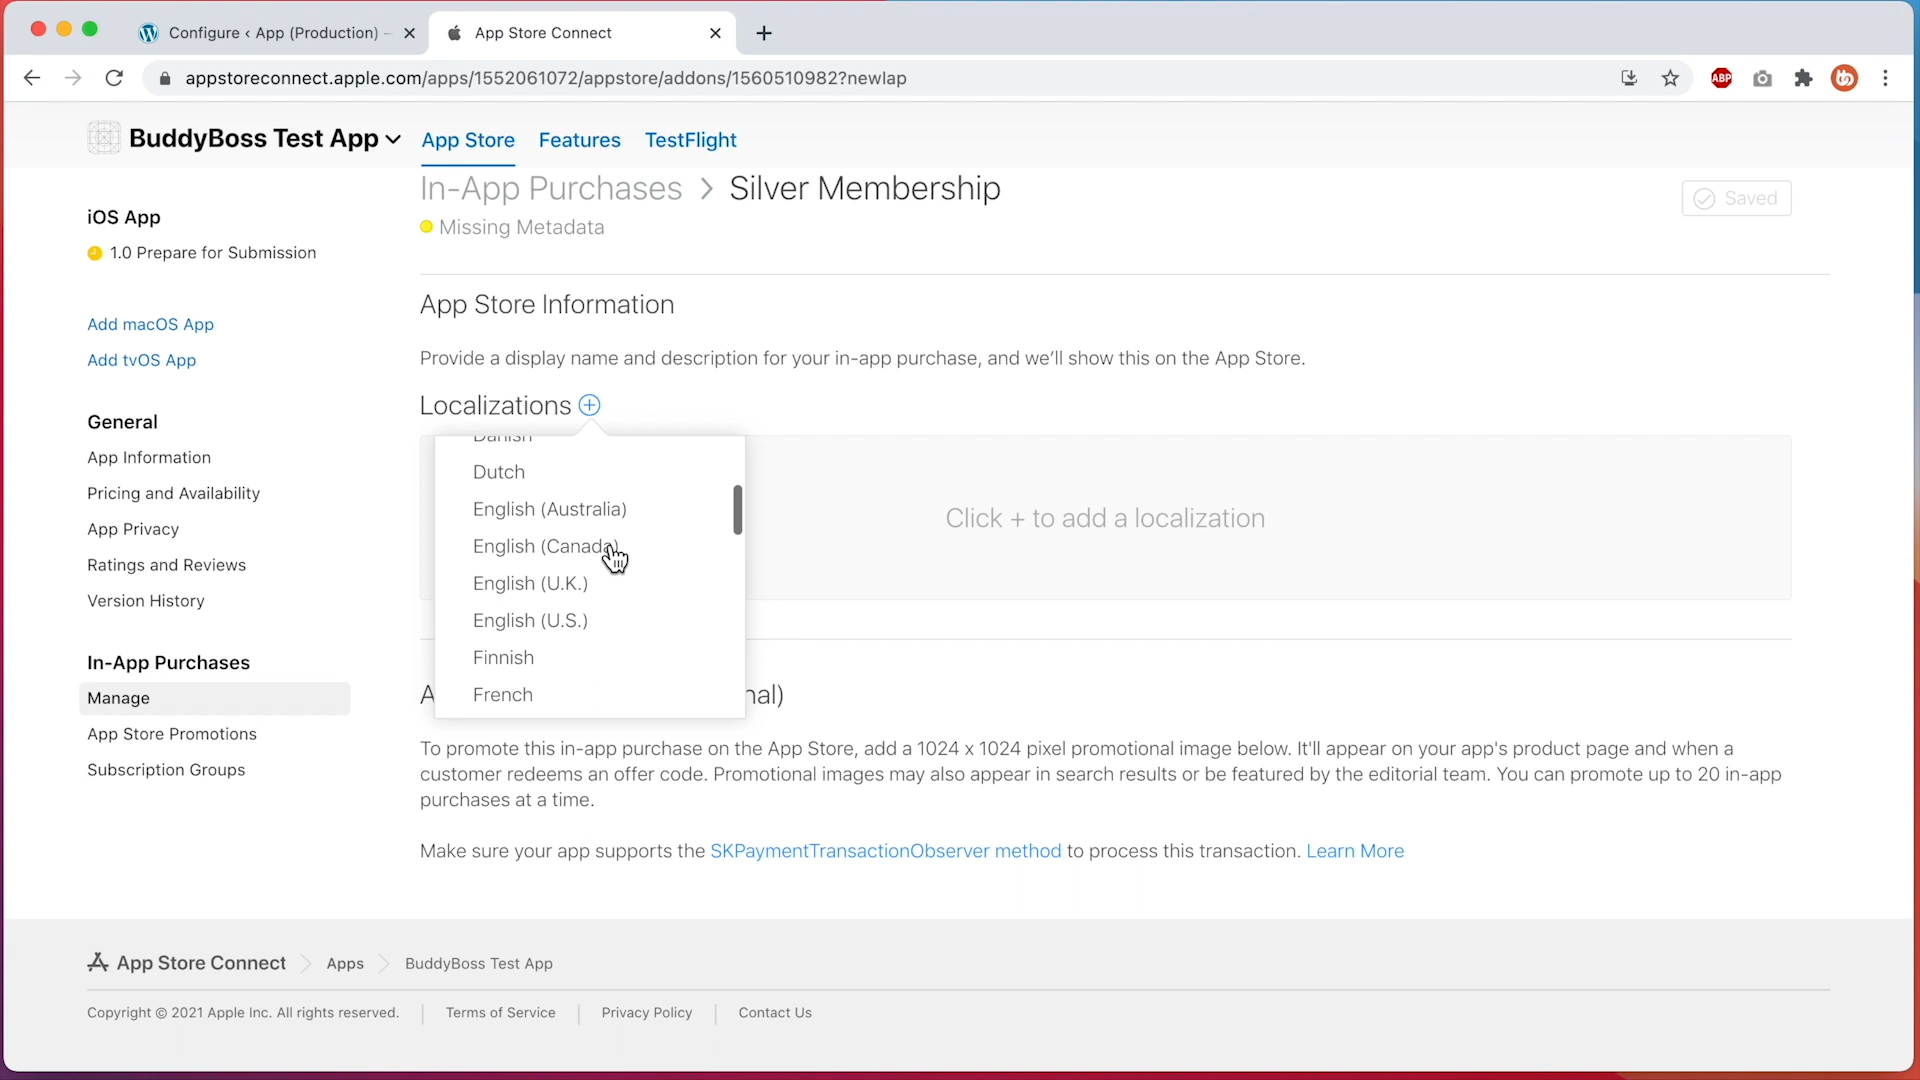 Configure ‹ App (Production) –
App Store Connect
appstoreconnect.apple.com/apps/1552061072/appstore/addons/1560510982?newlap
ABP
BuddyBoss Test App
App Store
Features
TestFlight
In-App Purchases
Silver Membership
Saved
Missing Metadata
iOS App
1.0 Prepare for Submission
Add macOS App
Add tvOS App
General
App Information
Pricing and Availability
App Privacy
Ratings and Reviews
Version History
In-App Purchases
Manage
App Store Promotions
Subscription Groups
App Store Information
Provide a display name and description for your in-app purchase, and we’ll show this on the App Store.
Localizations
Danish
Dutch
English (Australia)
English (Canada)
English (U.K.)
English (U.S.)
Finnish
French
Click + to add a localization
To promote this in-app purchase on the App Store, add a 1024 x 1024 pixel promotional image below. It'll appear on your app's product page and when a
customer redeems an offer code. Promotional images may also appear in search results or be featured by the editorial team. You can promote up to 20 in-app
purchases at a time.
Make sure your app supports the SKPaymentTransactionObserver method to process this transaction. Learn More
App Store Connect
Apps
BuddyBoss Test App
Copyright © 2021 Apple Inc. All rights reserved.
Terms of Service
Privacy Policy
Contact Us